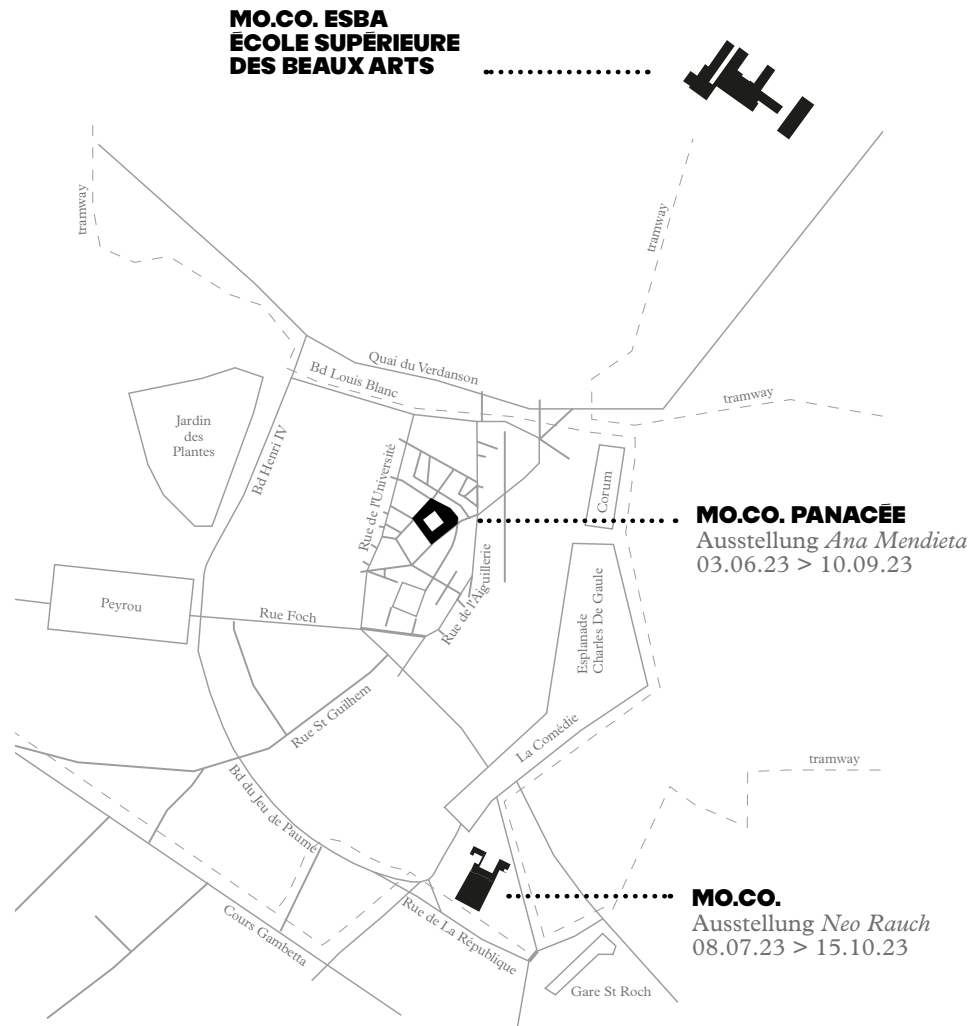 MO.CO. ESBA
ÉCOLE SUPÉRIEURE
DES BEAUX ARTS
tramway
tramway
Quai du Verdanson
Bd Louis Blanc
tramway
Jardin
des
Plantes
Bd Henri IV
Rue de l'Université
Corum
MO.CO. PANACÉE
Ausstellung Ana Mendieta
03.06.23 > 10.09.23
Peyrou
Rue Foch
Rue de l'Aiguillerie
Esplanade
Charles De Gaule
Rue St Guilhem
La Comédie
tramway
Bd du Jeu de Paume
MO.CO.
Ausstellung Neo Rauch
08.07.23 > 15.10.23
Cours Gambetta
Rue de La République
Gare St Roch